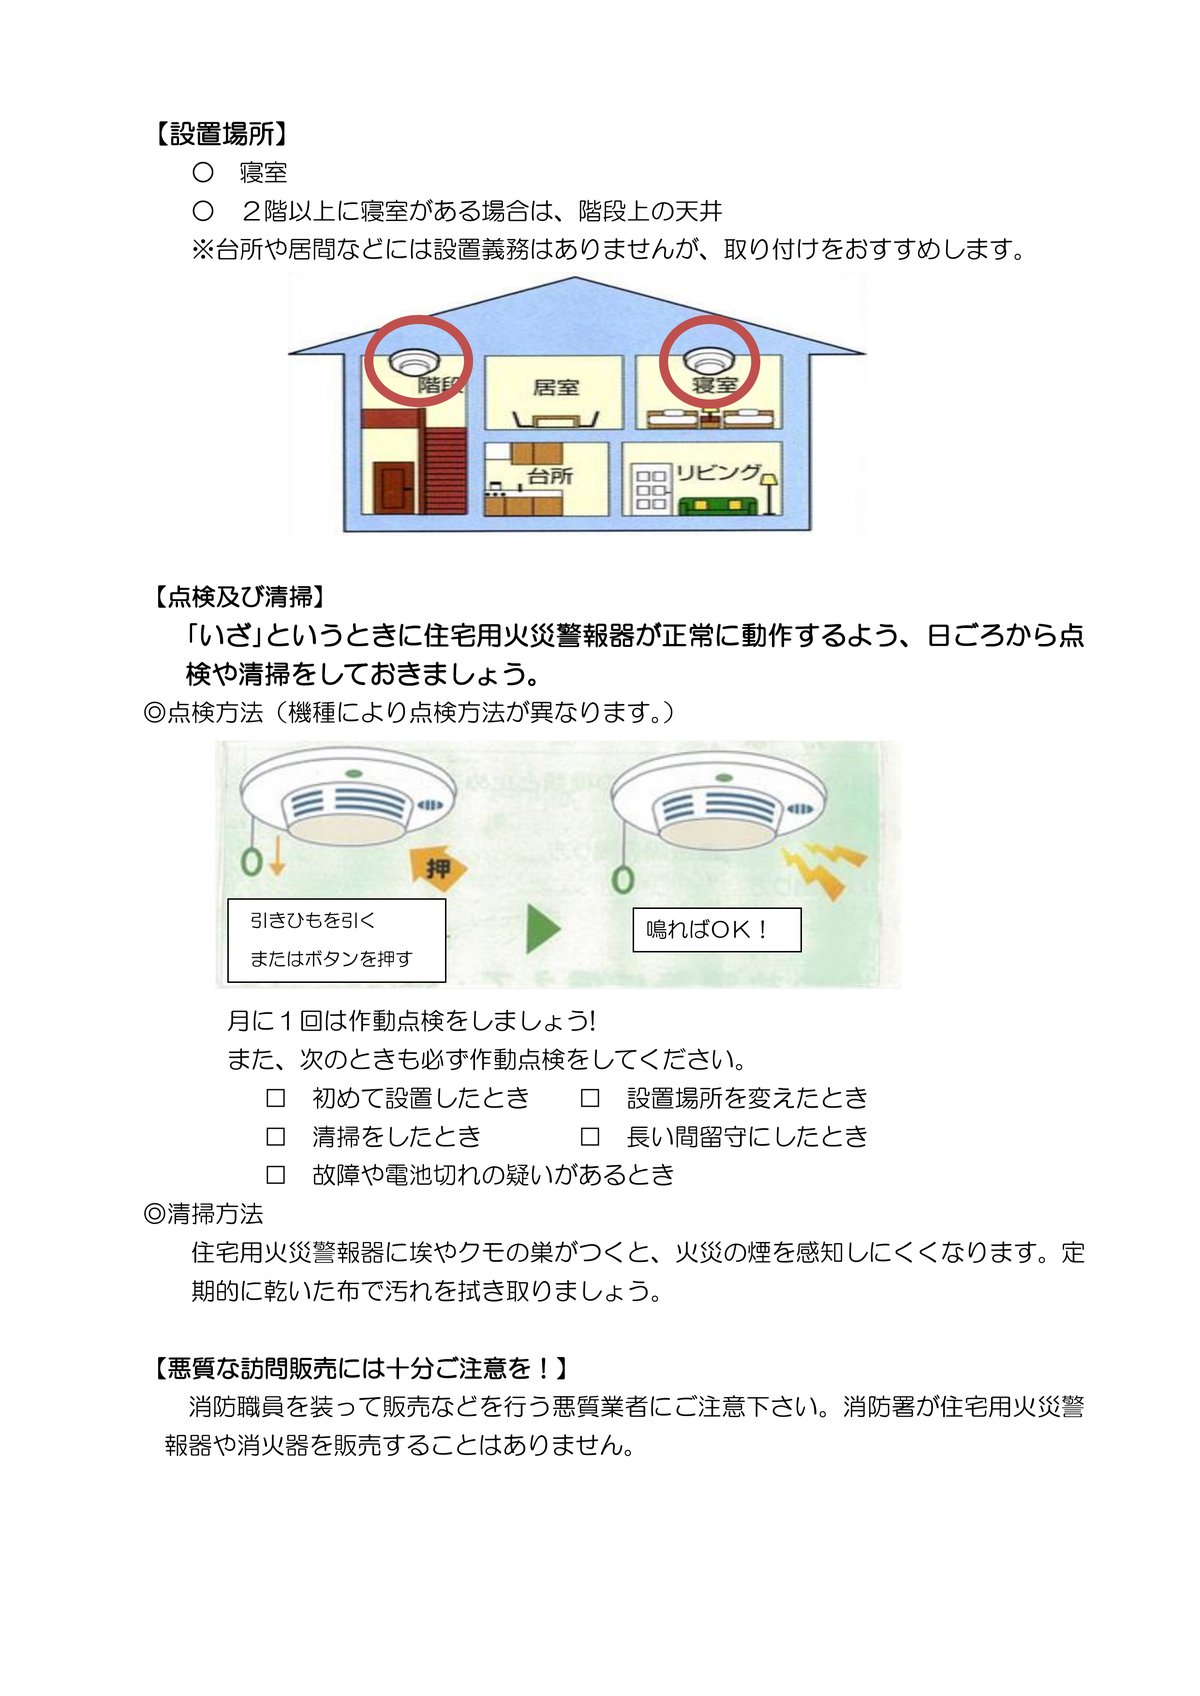 【設置場所】
○　寝室
○　２階以上に寝室がある場合は、階段上の天井
※台所や居間などには設置義務はありませんが、取り付けをおすすめします。
階段
居室
寝室
台所
リビング
【点検及び清掃】
「いざ」というときに住宅用火災警報器が正常に動作するよう、日ごろから点
検や清掃をしておきましょう。
◎点検方法（機種により点検方法が異なります。）
押
引きひもを引く
またはボタンを押す
鳴ればＯＫ！
月に１回は作動点検をしましょう!
また、次のときも必ず作動点検をしてください。
□　初めて設置したとき　　□　設置場所を変えたとき
□　清掃をしたとき　　　　□　長い間留守にしたとき
□　故障や電池切れの疑いがあるとき
◎清掃方法
住宅用火災警報器に埃やクモの巣がつくと、火災の煙を感知しにくくなります。定
期的に乾いた布で汚れを拭き取りましょう。
【悪質な訪問販売には十分ご注意を！】
消防職員を装って販売などを行う悪質業者にご注意下さい。消防署が住宅用火災警
報器や消火器を販売することはありません。